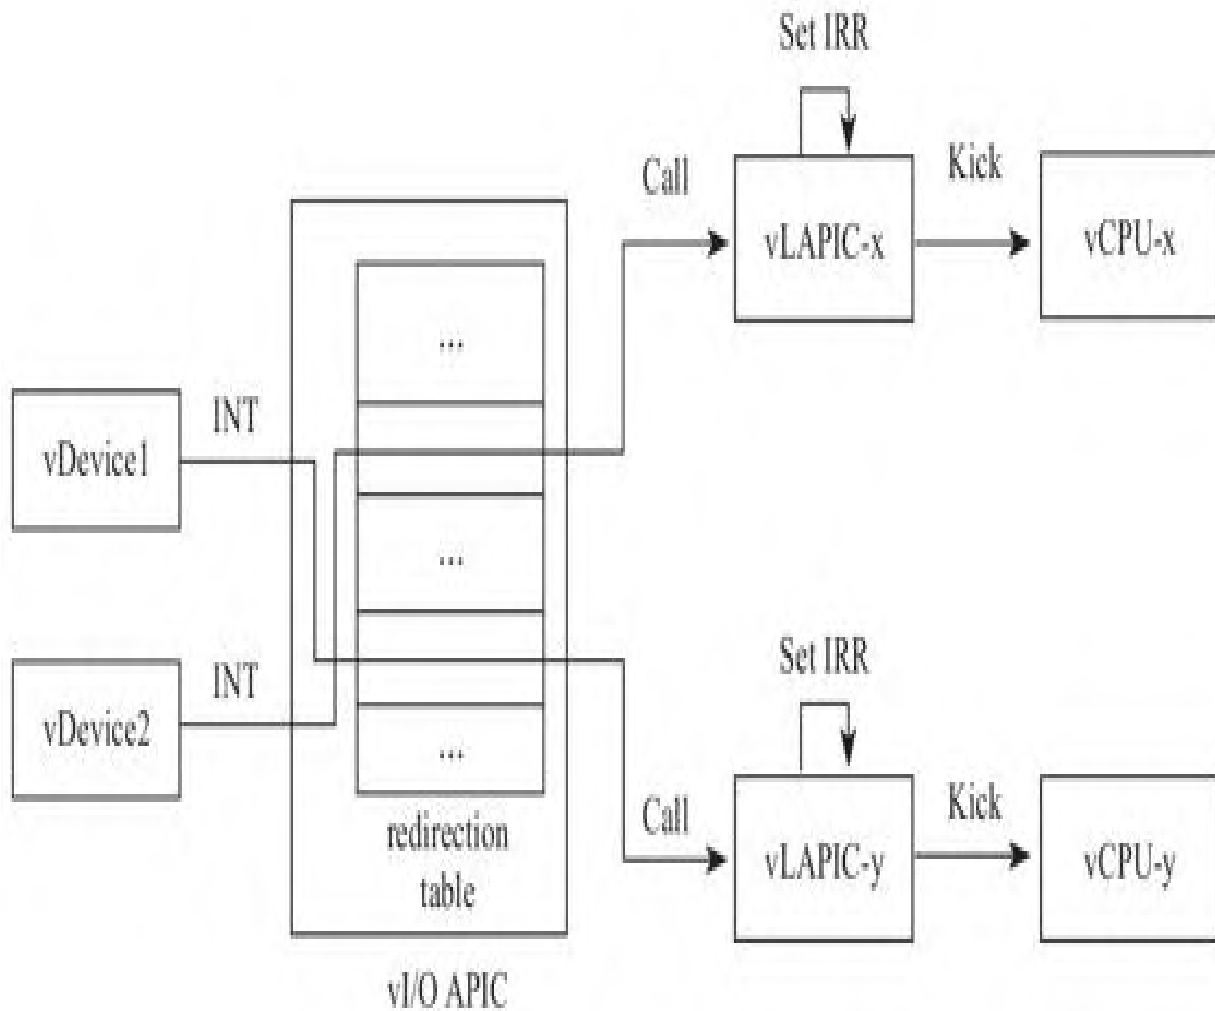 Set IRR
Call
Kick
vLAPIC-x
vCPU-x
...
INT
vDevice1
...
INT
vDevice2
...
redirection
table
vI/O APIC
Set IRR
Call
Kick
vLAPIC-y
vCPU-y